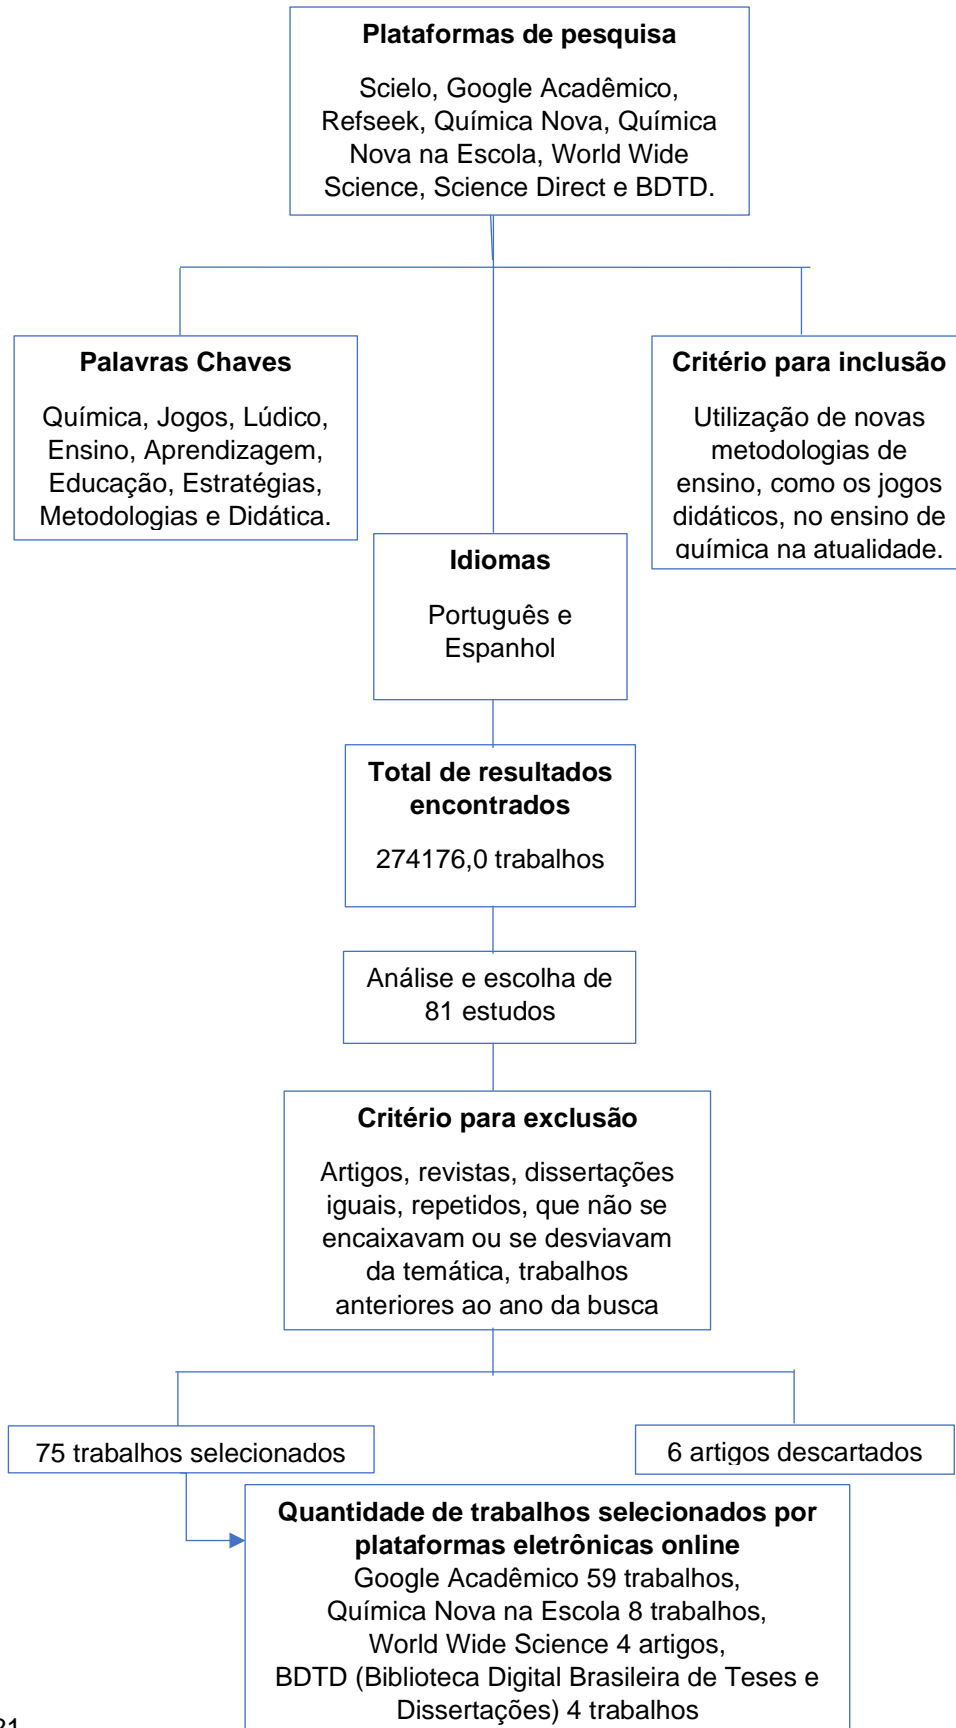 Plataformas de pesquisa
Scielo, Google Acadêmico,
Refseek, Química Nova, Química
Nova na Escola, World Wide
Science, Science Direct e BDTD.
Palavras Chaves
Química, Jogos, Lúdico,
Ensino, Aprendizagem,
Educação, Estratégias,
Metodologias e Didática.
Critério para inclusão
Utilização de novas
metodologias de
ensino, como os jogos
didáticos, no ensino de
química na atualidade.
Idiomas
Português e
Espanhol
Total de resultados
encontrados
274176,0 trabalhos
Análise e escolha de
81 estudos
Critério para exclusão
Artigos, revistas, dissertações
iguais, repetidos, que não se
encaixavam ou se desviavam
da temática, trabalhos
anteriores ao ano da busca
75 trabalhos selecionados
6 artigos descartados
Quantidade de trabalhos selecionados por
plataformas eletrônicas online
Google Acadêmico 59 trabalhos,
Química Nova na Escola 8 trabalhos,
World Wide Science 4 artigos,
BDTD (Biblioteca Digital Brasileira de Teses e
Dissertações) 4 trabalhos